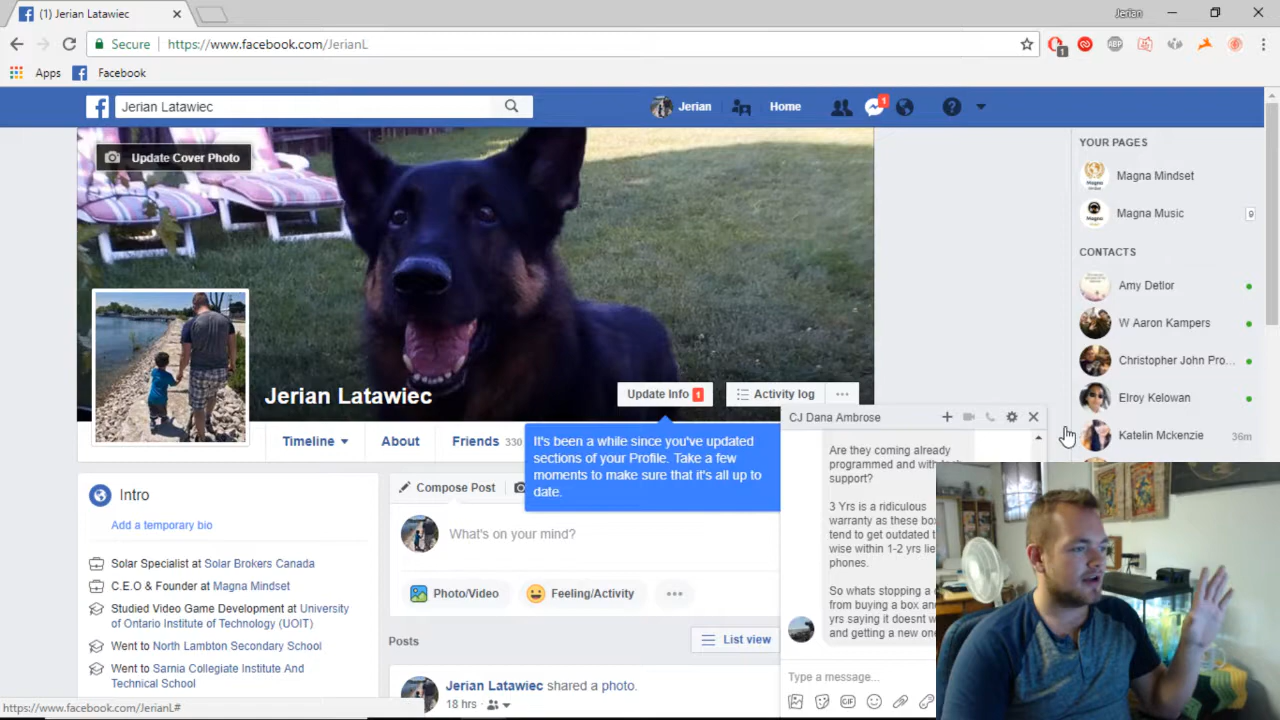 (1) Jerian Latawiec
Jerian
Secure
https://www.facebook.com/JerianL
1
ABP
Apps
Facebook
Jerian Latawiec
Jerian
Home
1
Update Cover Photo
YOUR PAGES
Magna Mindset
Magna Music
9
CONTACTS
Amy Detlor
W Aaron Kampers
Christopher John Pro...
Elroy Kelowan
Katelin Mckenzie
36m
Jerian Latawiec
Update Info 1
Activity log
Timeline
About
Friends 330
It's been a while since you've updated
sections of your Profile. Take a few
moments to make sure that it's all up to
date.
CJ Dana Ambrose
Are they coming already
programmed and with
support?
3 Yrs is a ridiculous
warranty as these
tend to get outdated
wise within 1-2 yrs
phones.
So whats stopping a
from buying a box
yrs saying it doesnt
and getting a new
Type a message...
GIF
Intro
Add a temporary bio
Solar Specialist at Solar Brokers Canada
C.E.O & Founder at Magna Mindset
Studied Video Game Development at University
of Ontario Institute of Technology (UOIT)
Went to North Lambton Secondary School
Went to Sarnia Collegiate Institute And
Technical School
Compose Post
What's on your mind?
Photo/Video
Feeling/Activity
Posts
List view
Jerian Latawiec shared a photo.
18 hrs
https://www.facebook.com/JerianL#